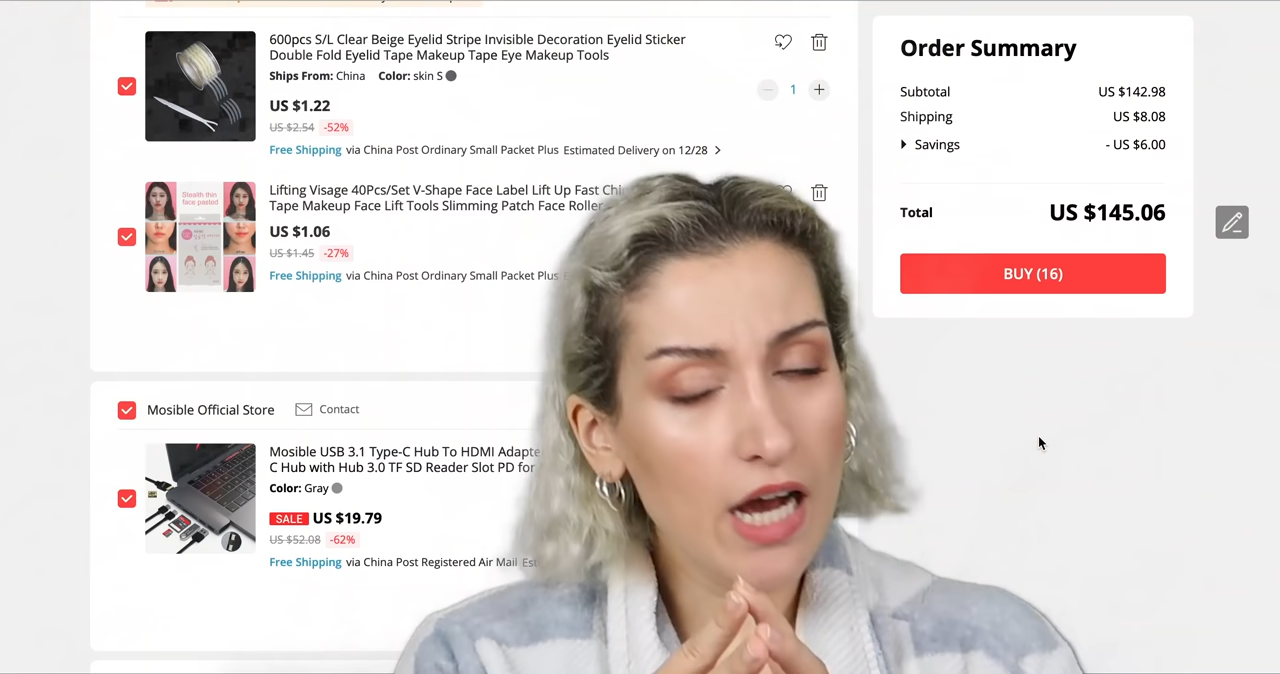 600pcs S/L Clear Beige Eyelid Stripe Invisible Decoration Eyelid Sticker
Double Fold Eyelid Tape Makeup Tape Eye Makeup Tools
Ships From: China Color: skin S
1
US $1.22
US $2.54 -52%
Free Shipping via China Post Ordinary Small Packet Plus Estimated Delivery on 12/28
Lifting Visage 40Pcs/Set V-Shape Face Label Lift Up Fast
Tape Makeup Face Lift Tools Slimming Patch Face Roller
US $1.06
US $1.45 -27%
Free Shipping via China Post Ordinary Small Packet Plus
Stealth thin
face pasted
Mosible Official Store Contact
Mosible USB 3.1 Type-C Hub To HDMI
C Hub with Hub 3.0 TF SD Reader Slot PD for
Color: Gray
SALE US $19.79
US $52.08 -62%
Free Shipping via China Post Registered Air Mail
Order Summary
Subtotal US $142.98
Shipping US $8.08
Savings - US $6.00
Total US $145.06
BUY (16)